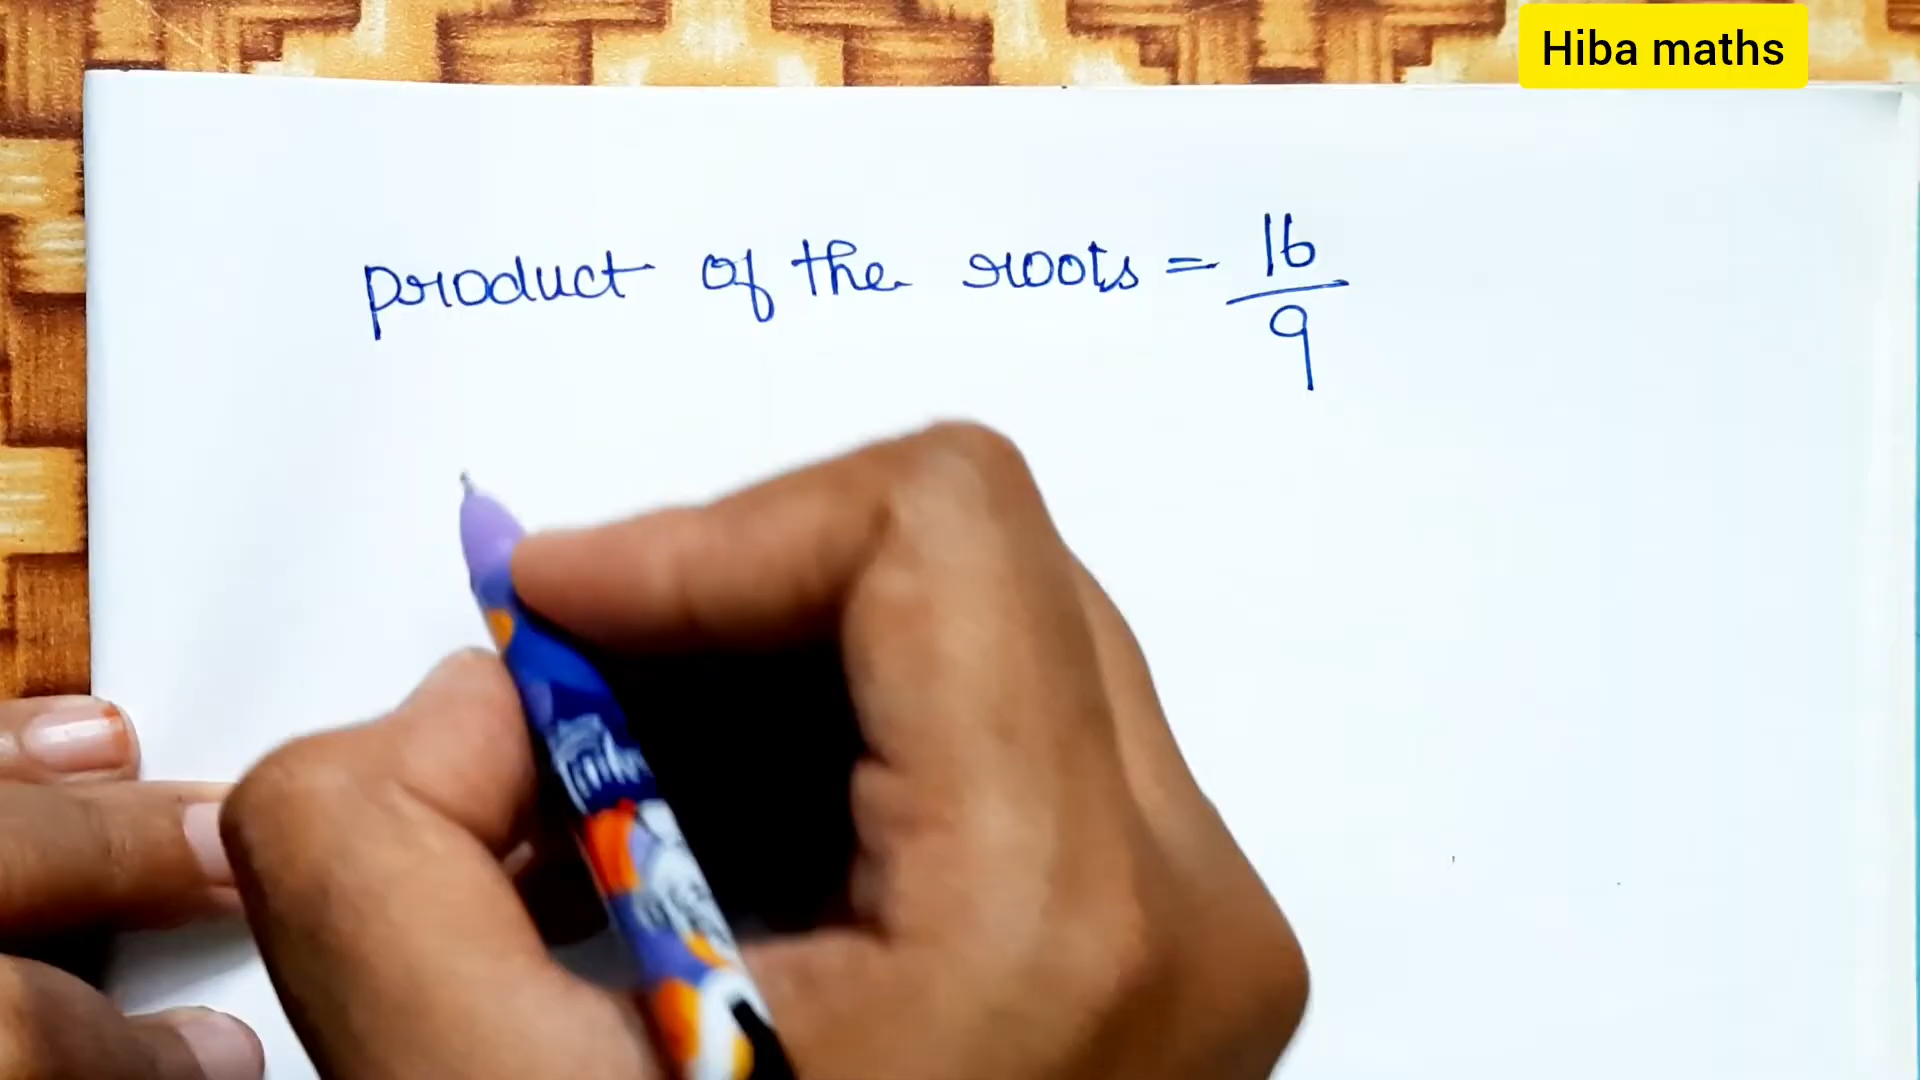 Hiba maths
product of the roots = 16/9